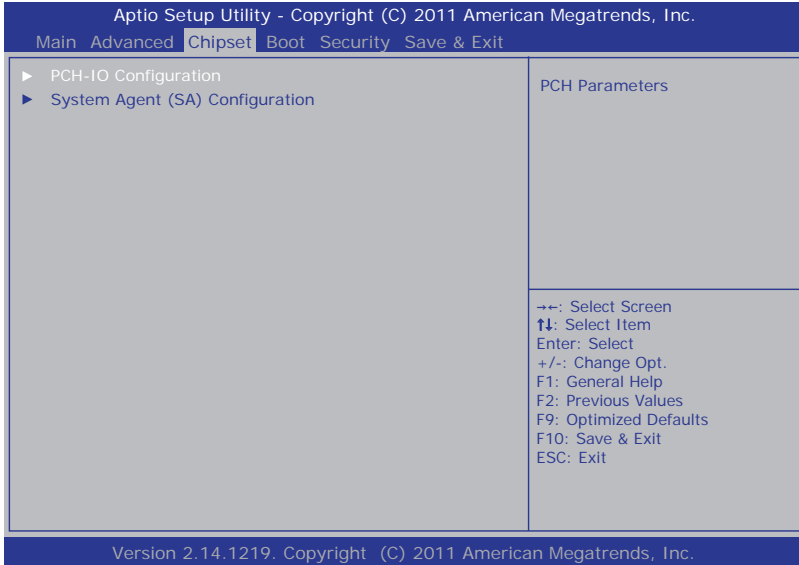 Aptio Setup Utility - Copyright (C) 2011 American Megatrends, Inc.
Main Advanced Chipset Boot Security Save & Exit
► PCH-IO Configuration
► System Agent (SA) Configuration
PCH Parameters
→←: Select Screen
↑↓: Select Item
Enter: Select
+/-: Change Opt.
F1: General Help
F2: Previous Values
F9: Optimized Defaults
F10: Save & Exit
ESC: Exit
Version 2.14.1219. Copyright (C) 2011 American Megatrends, Inc.